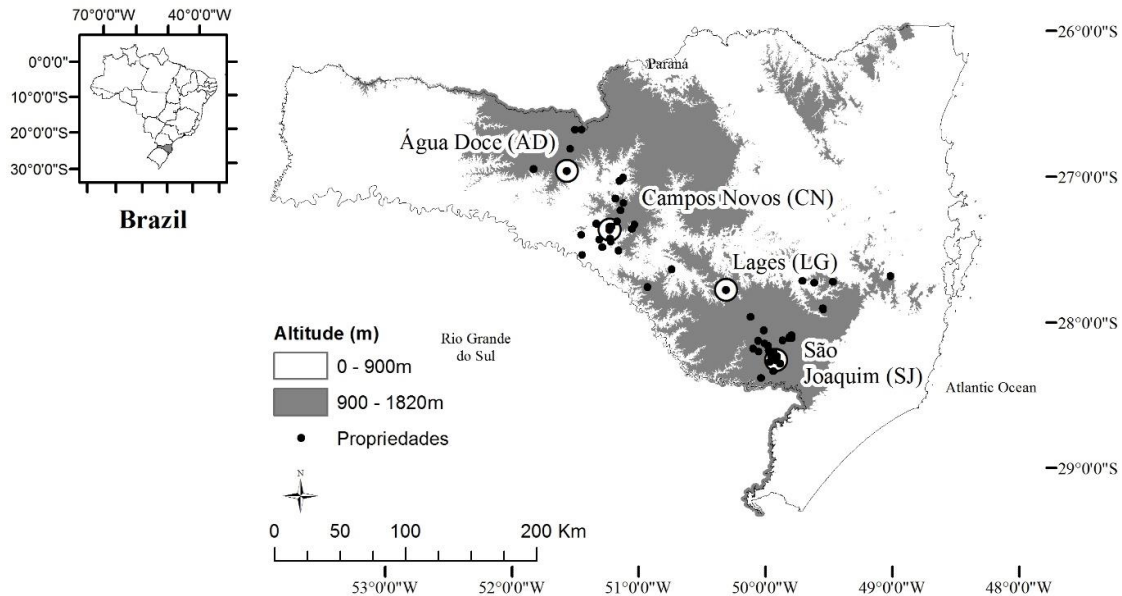 70°0'0"W -40°0'0"W
0°0'0"
10°0'0"S
20°0'0"S
30°0'0"S
Brazil
−26°0'0"S
−27°0'0"S
−28°0'0"S
−29°0'0"S
Paraná
Água Doce (AD)
Campos Novos (CN)
Lages (LG)
São
Joaquim (SJ)
Rio Grande
do Sul
Atlantic Ocean
Altitude (m)
0 - 900m
900 - 1820m
Propriedades
N
0 50 100 200 Km
53°0'0"W 52°0'0"W 51°0'0"W 50°0'0"W 49°0'0"W 48°0'0"W